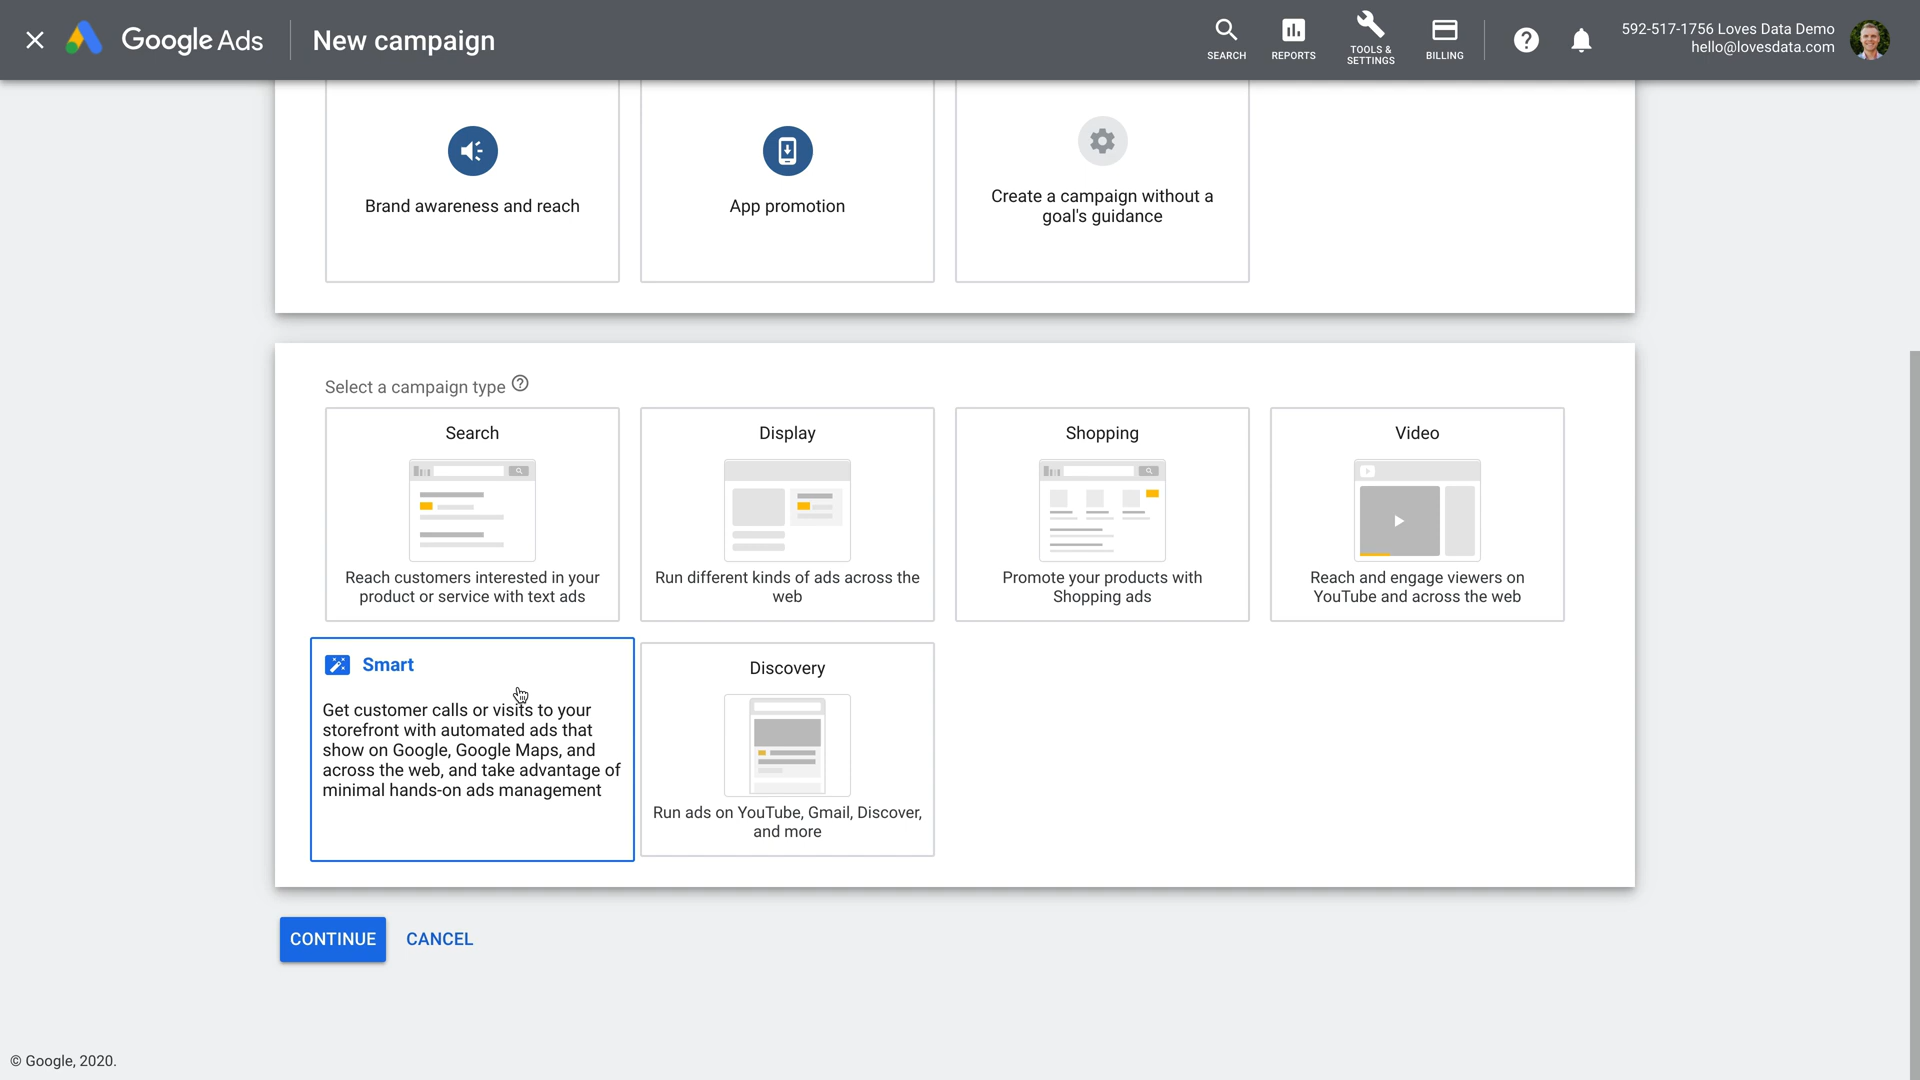 Google Ads
New campaign
SEARCH
REPORTS
TOOLS &
SETTINGS
BILLING
592-517-1756 Loves Data Demo
hello@lovesdata.com
Brand awareness and reach
App promotion
Create a campaign without a
goal's guidance
Select a campaign type
Search
Reach customers interested in your
product or service with text ads
Display
Run different kinds of ads across the
web
Shopping
Promote your products with
Shopping ads
Video
Reach and engage viewers on
YouTube and across the web
Smart
Get customer calls or visits to your
storefront with automated ads that
show on Google, Google Maps, and
across the web, and take advantage of
minimal hands-on ads management
Discovery
Run ads on YouTube, Gmail, Discover,
and more
CONTINUE
CANCEL
© Google, 2020.